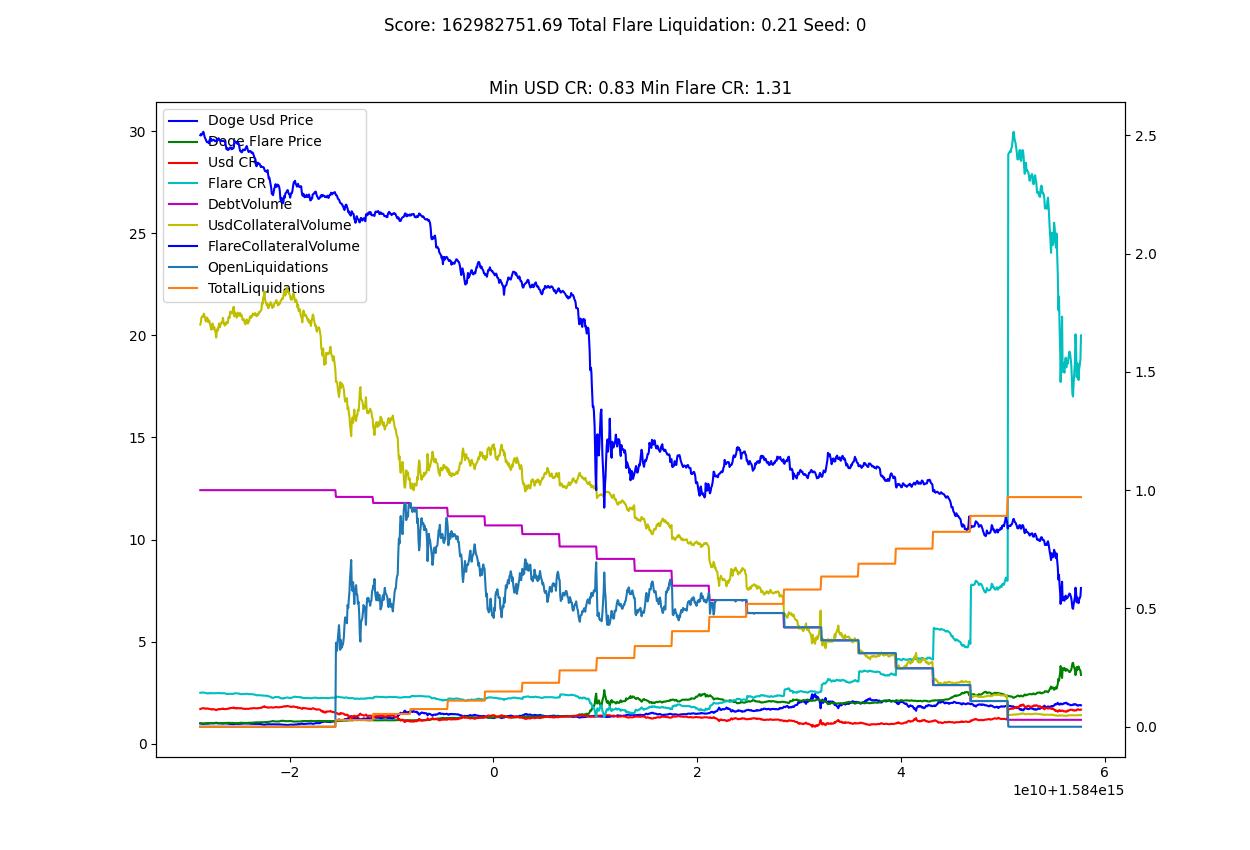 Score: 162982751.69 Total Flare Liquidation: 0.21 Seed: 0
Min USD CR: 0.83 Min Flare CR: 1.31
Doge Usd Price
Doge Flare Price
Usd CR
Flare CR
DebtVolume
UsdCollateralVolume
FlareCollateralVolume
OpenLiquidations
TotalLiquidations
30
25
20
15
10
5
0
2.5
2.0
1.5
1.0
0.5
0.0
−2 0 2 4 6
1e10+1.584e15